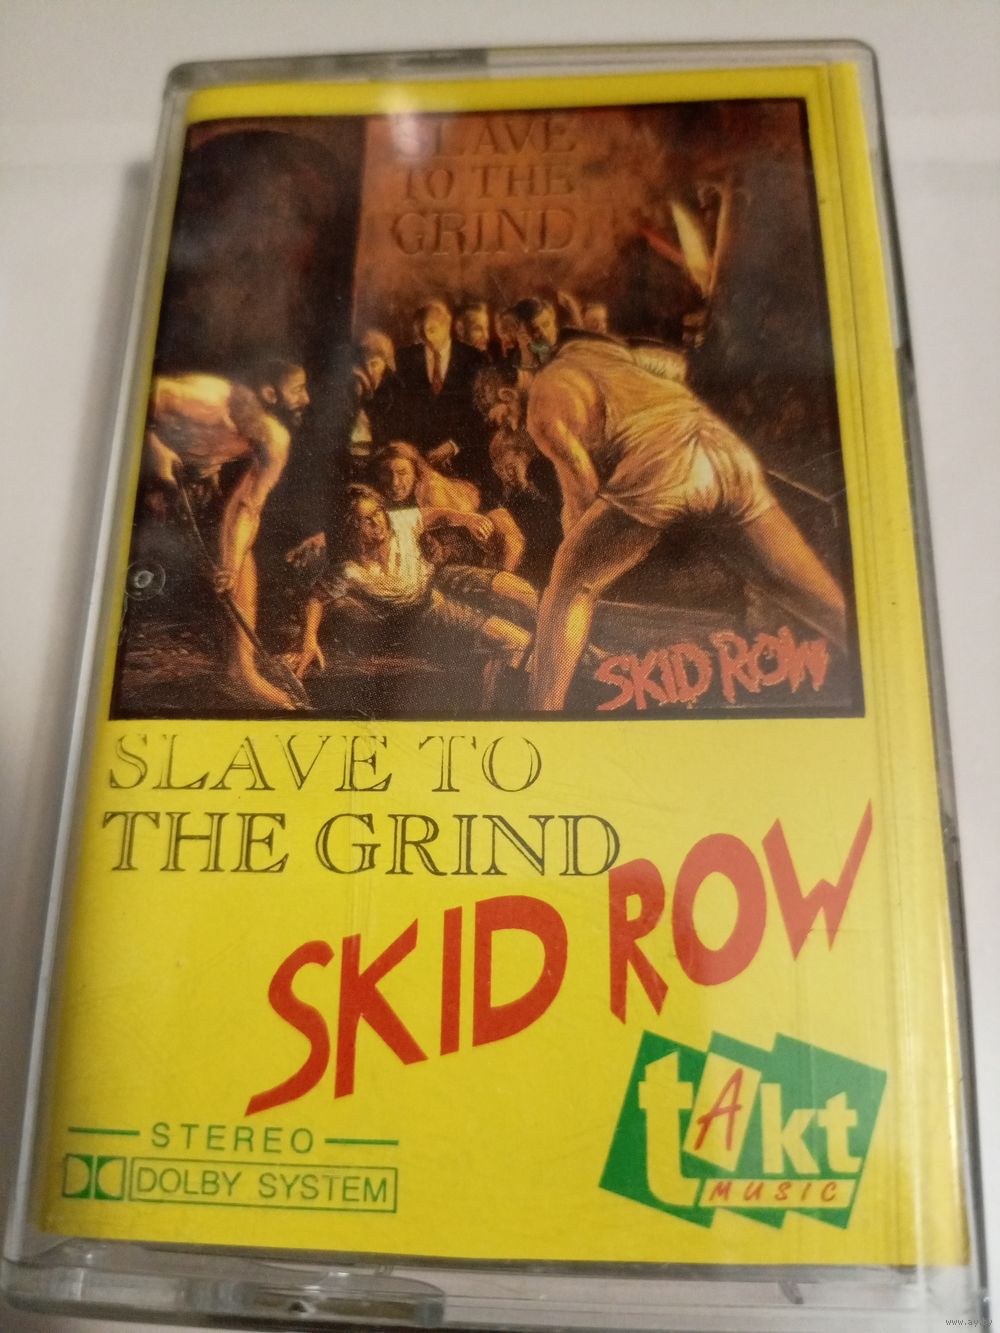 SLAVE
TO THE
GRIND
SKID ROW
SLAVE TO
THE GRIND
SKID ROW
takt
MUSIC
STEREO
DOLBY SYSTEM